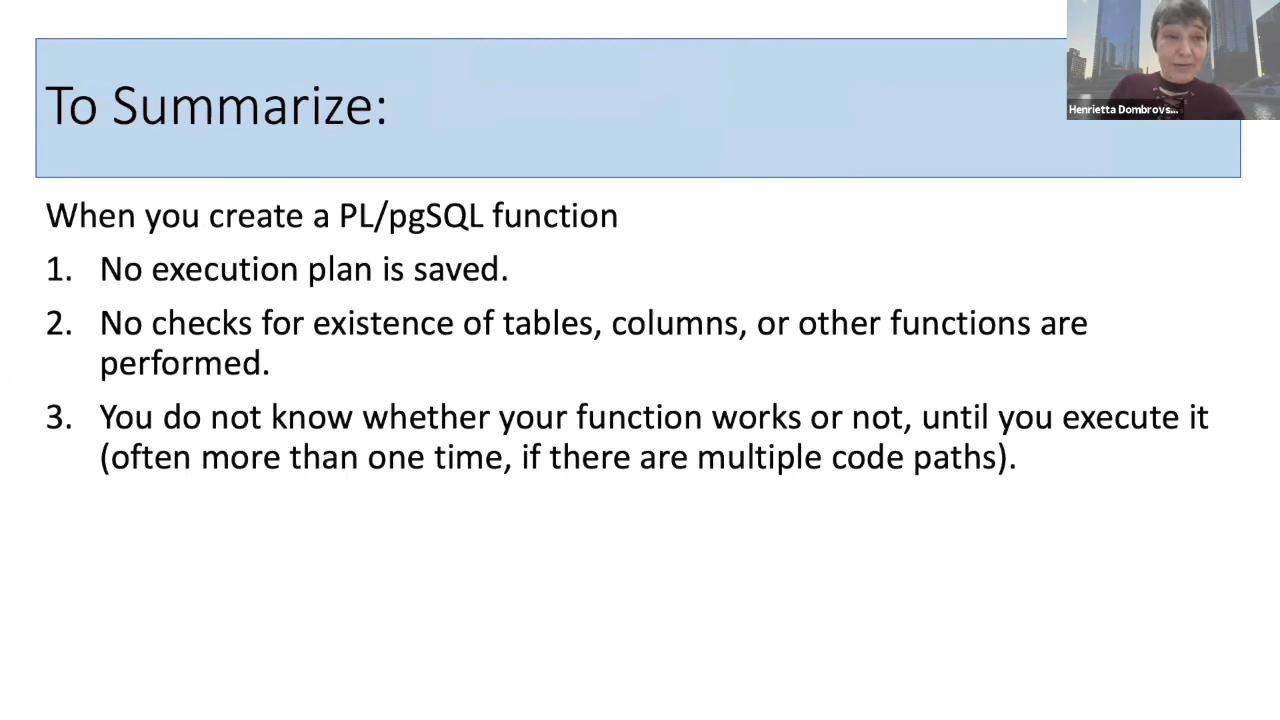 To Summarize:
Henrietta Dombrovs...
When you create a PL/pgSQL function
1. No execution plan is saved.
2. No checks for existence of tables, columns, or other functions are
performed.
3. You do not know whether your function works or not, until you execute it
(often more than one time, if there are multiple code paths).